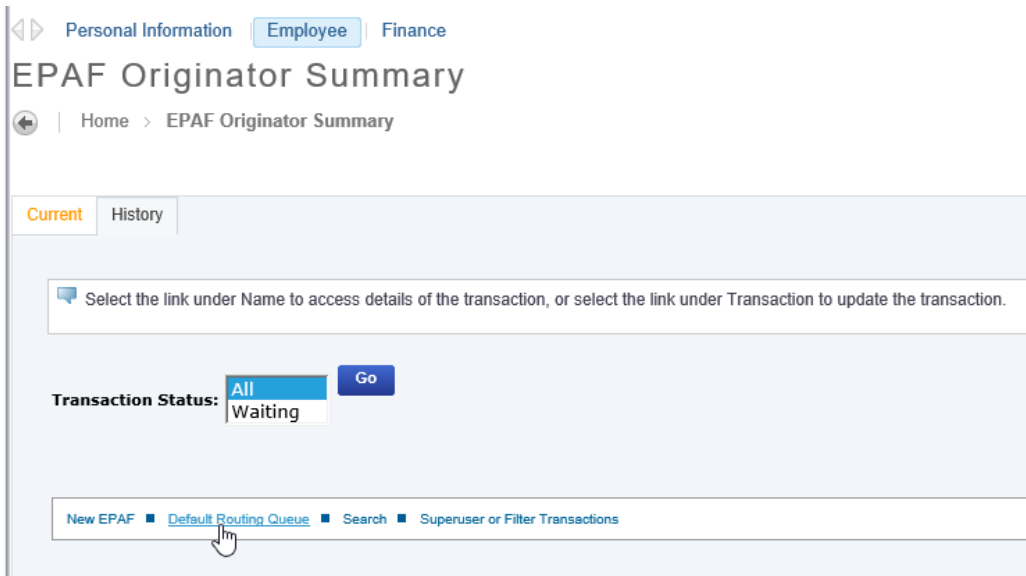 Personal Information Employee Finance
EPAF Originator Summary
Home > EPAF Originator Summary
Current History
Select the link under Name to access details of the transaction, or select the link under Transaction to update the transaction.
Go
Transaction Status: All
Waiting
New EPAF ■ Default Routing Queue ■ Search ■ Superuser or Filter Transactions